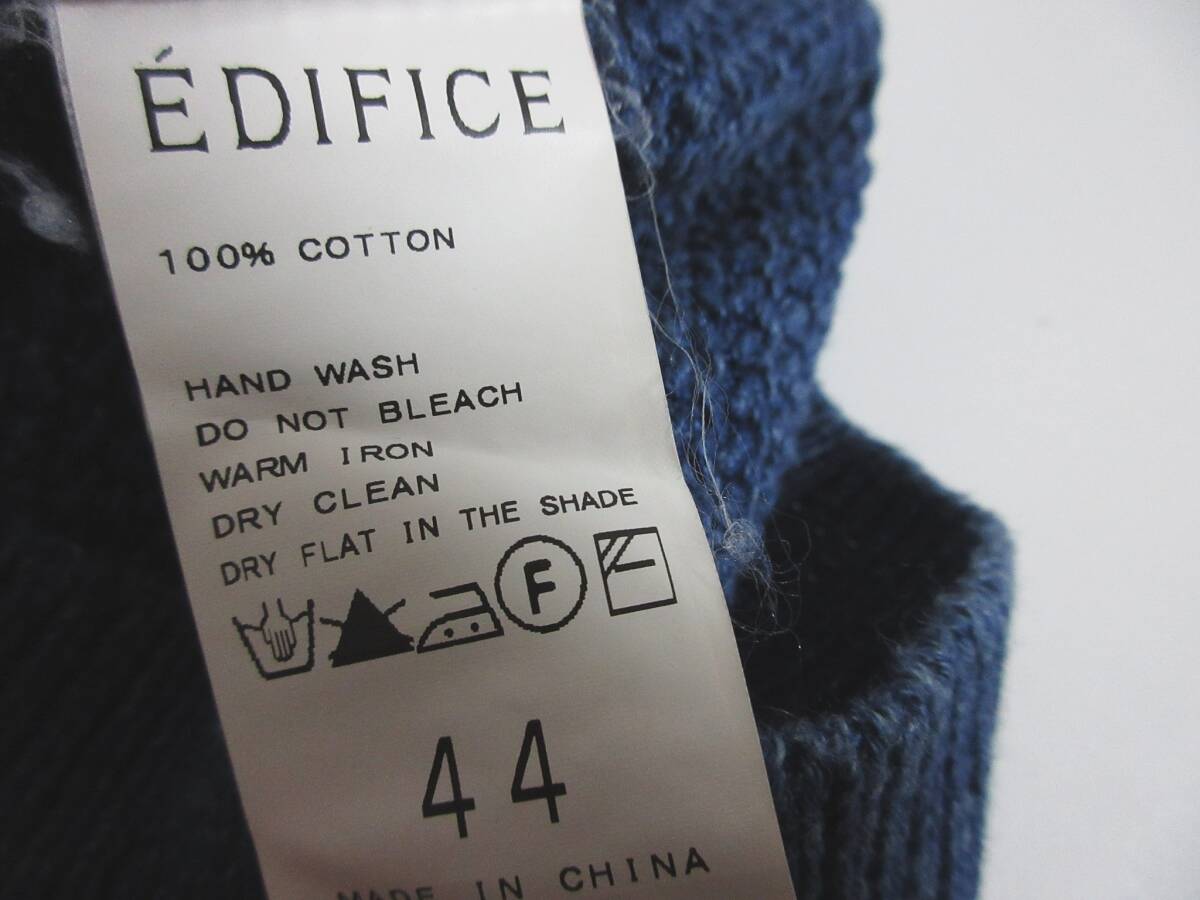 ÉDIFICE
100% COTTON
HAND WASH
DO NOT BLEACH
WARM IRON
DRY CLEAN
DRY FLAT IN THE SHADE
F
44
MADE IN CHINA